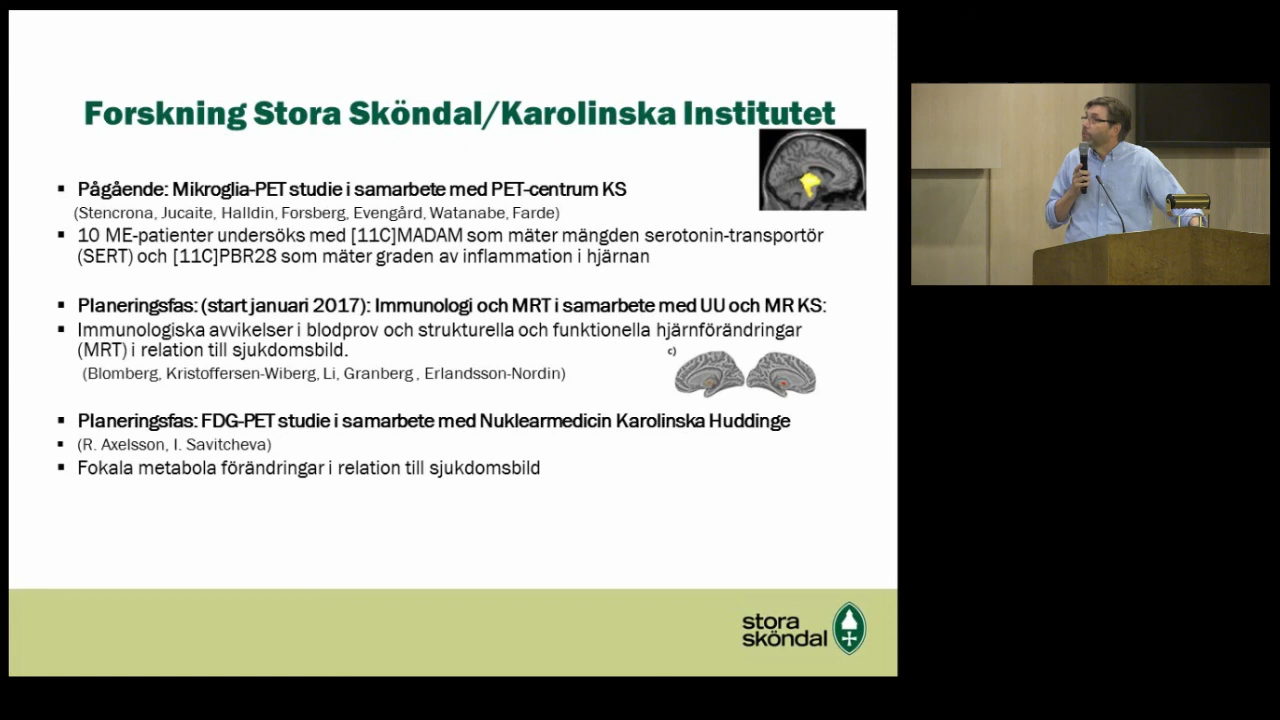 Forskning Stora Sköndal/Karolinska Institutet
▪ Pågående: Mikroglia-PET studie i samarbete med PET-centrum KS
(Stencrona, Jucaite, Halldin, Forsberg, Evengård, Watanabe, Farde)
▪ 10 ME-patienter undersöks med [11C]MADAM som mäter mängden serotonin-transportör
(SERT) och [11C]PBR28 som mäter graden av inflammation i hjärnan
▪ Planeringsfas: (start januari 2017): Immunologi och MRT i samarbete med UU och MR KS:
▪ Immunologiska avvikelser i blodprov och strukturella och funktionella hjärnförändringar
(MRT) i relation till sjukdomsbild.
c)
(Blomberg, Kristoffersen-Wiberg, Li, Granberg , Erlandsson-Nordin)
▪ Planeringsfas: FDG-PET studie i samarbete med Nuklearmedicin Karolinska Huddinge
▪ (R. Axelsson, I. Savitcheva)
▪ Fokala metabola förändringar i relation till sjukdomsbild
stora
sköndal